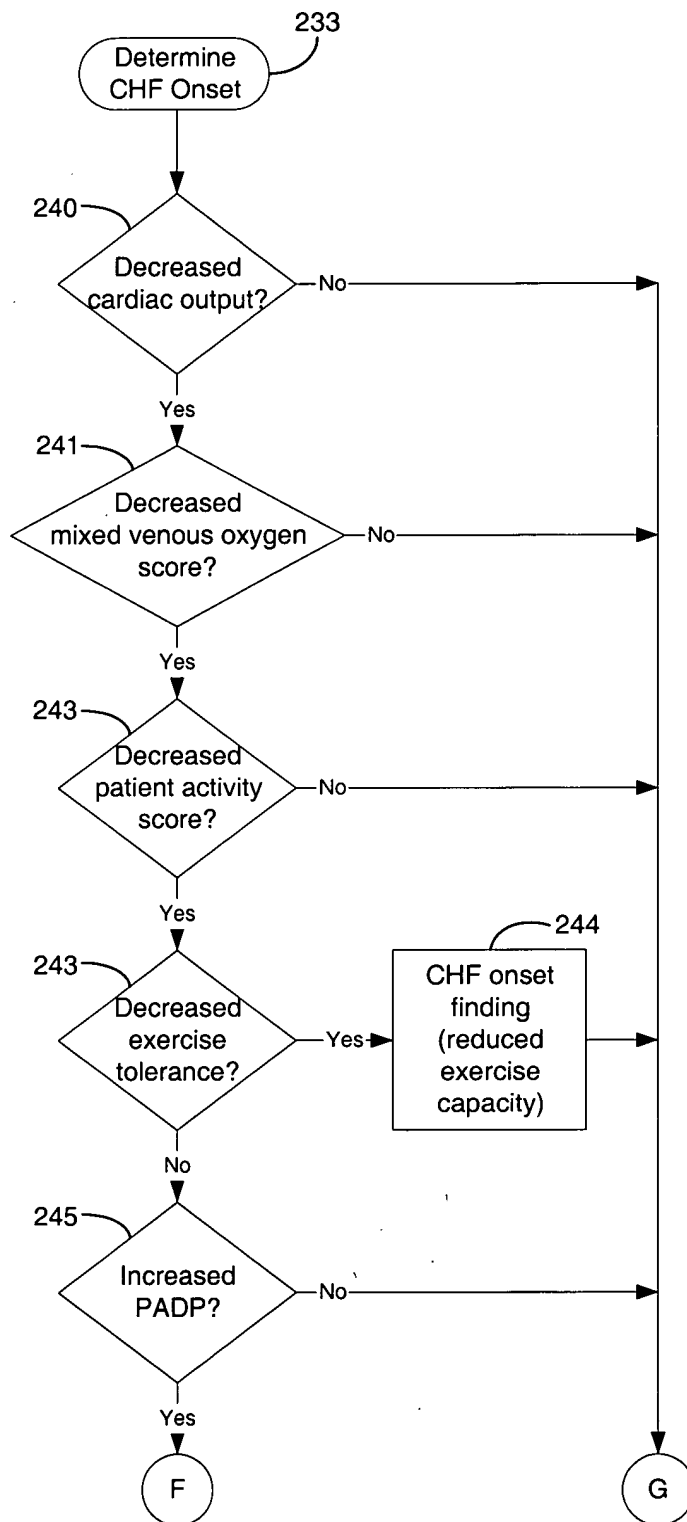 233
Determine
CHF Onset
240
Decreased
cardiac output?
No
Yes
241
Decreased
mixed venous oxygen
score?
No
Yes
243
Decreased
patient activity
score?
No
Yes
243
Decreased
exercise
tolerance?
Yes
244
CHF onset
finding
(reduced
exercise
capacity)
No
245
Increased
PADP?
No
Yes
F
G